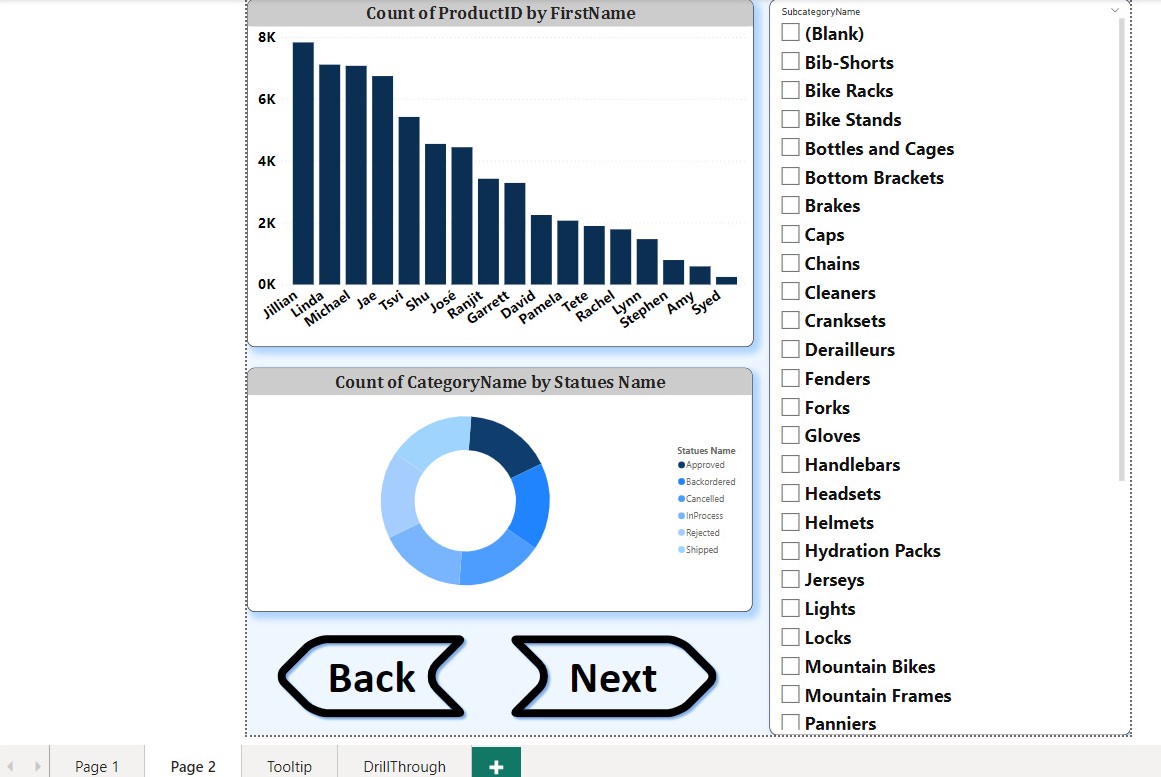 Count of ProductID by FirstName
8K
6K
4K
2K
0K
Jillian
Linda
Michael
Jae
Tsvi
Shu
José
Ranjit
Garrett
David
Pamela
Tete
Rachel
Lynn
Stephen
Amy
Syed
Count of CategoryName by Statues Name
Statues Name
Approved
Backordered
Cancelled
InProcess
Rejected
Shipped
Back
Next
SubcategoryName
(Blank)
Bib-Shorts
Bike Racks
Bike Stands
Bottles and Cages
Bottom Brackets
Brakes
Caps
Chains
Cleaners
Cranksets
Derailleurs
Fenders
Forks
Gloves
Handlebars
Headsets
Helmets
Hydration Packs
Jerseys
Lights
Locks
Mountain Bikes
Mountain Frames
Panniers
Page 1
Page 2
Tooltip
DrillThrough
+